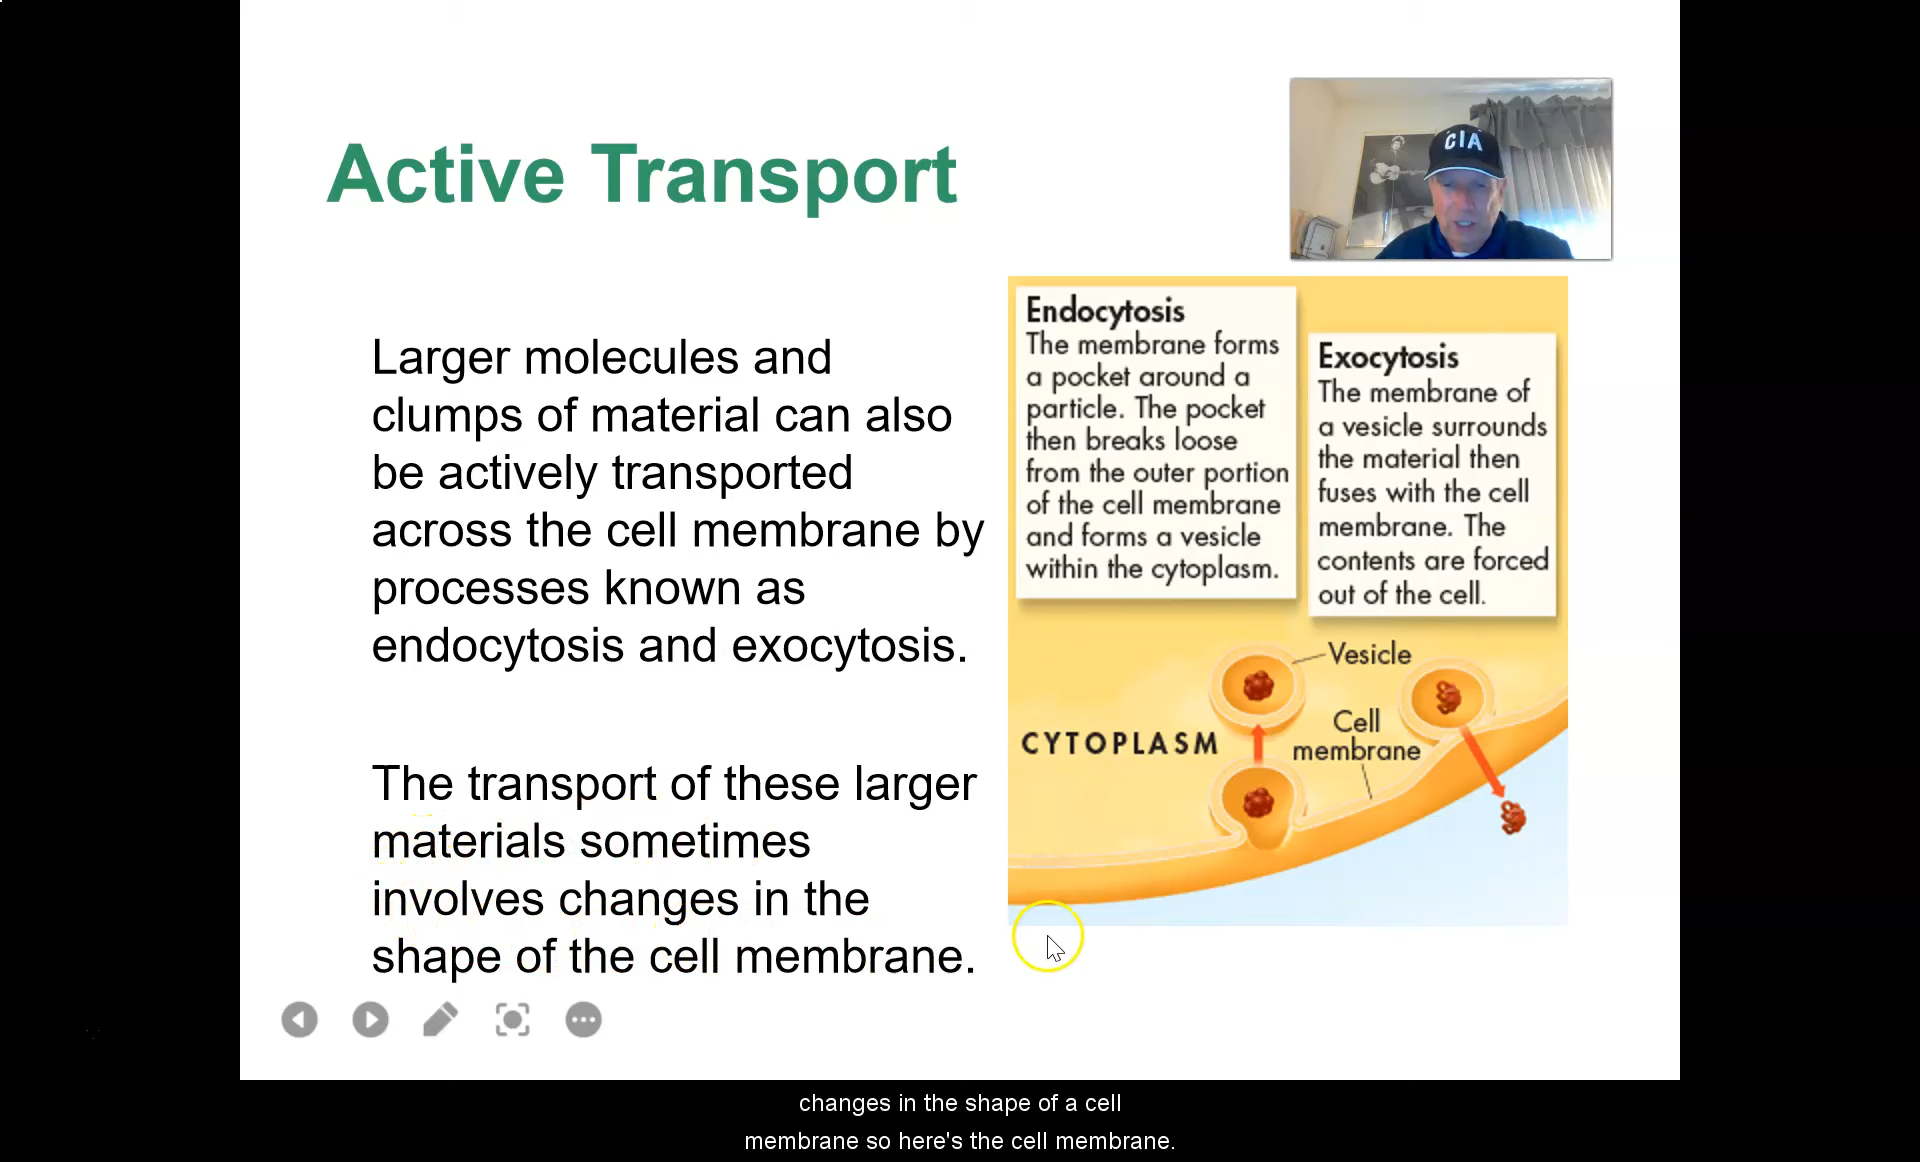 Active Transport
CIA
Larger molecules and
clumps of material can also
be actively transported
across the cell membrane by
processes known as
endocytosis and exocytosis.
The transport of these larger
materials sometimes
involves changes in the
shape of the cell membrane.
Endocytosis
The membrane forms
a pocket around a
particle. The pocket
then breaks loose
from the outer portion
of the cell membrane
and forms a vesicle
within the cytoplasm.
Exocytosis
The membrane of
a vesicle surrounds
the material then
fuses with the cell
membrane. The
contents are forced
out of the cell.
Vesicle
Cell
membrane
CYTOPLASM
changes in the shape of a cell
membrane so here's the cell membrane.